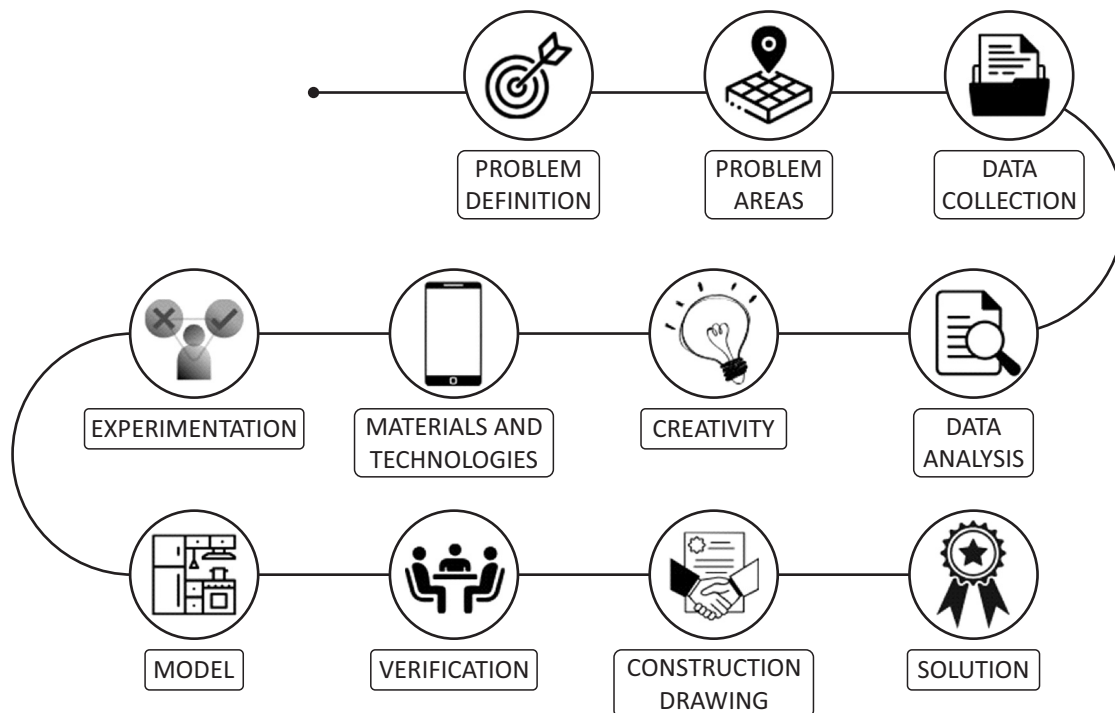 PROBLEM
DEFINITION
PROBLEM
AREAS
DATA
COLLECTION
EXPERIMENTATION
MATERIALS AND
TECHNOLOGIES
CREATIVITY
DATA
ANALYSIS
MODEL
VERIFICATION
CONSTRUCTION
DRAWING
SOLUTION